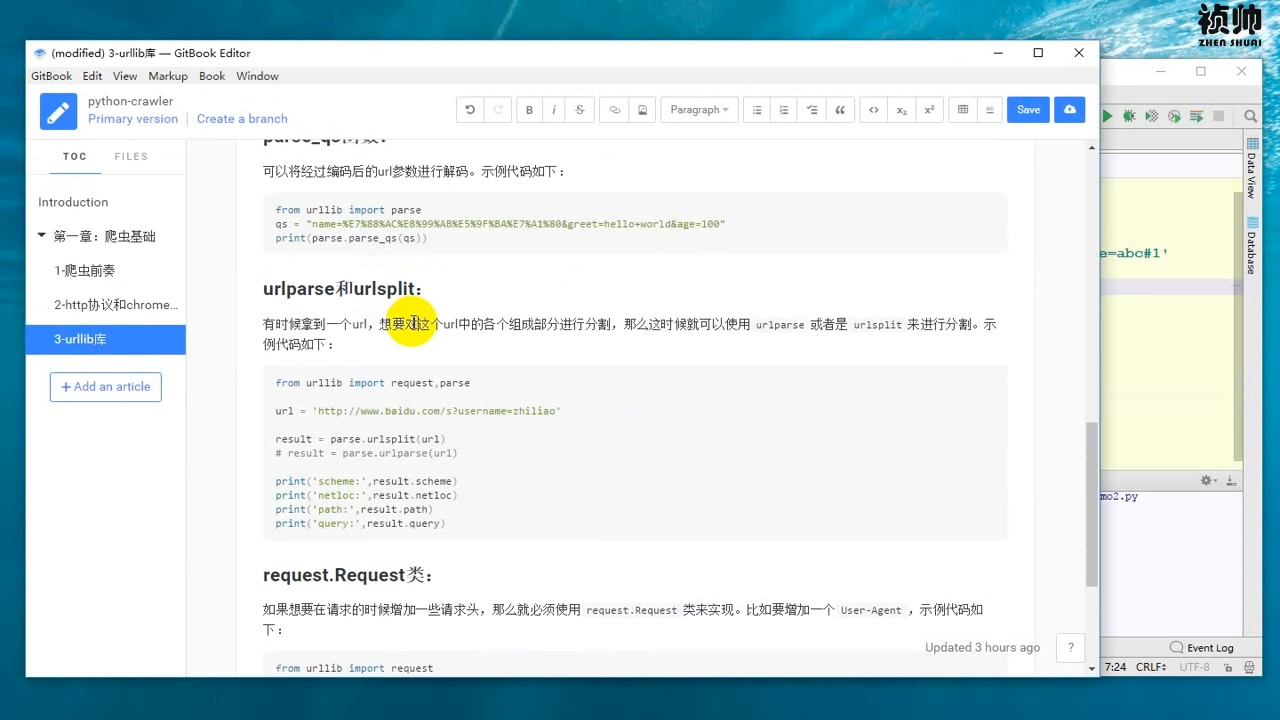 祯帅
ZHEN SHUAI
(modified) 3-urllib库 — GitBook Editor
GitBook Edit View Markup Book Window
python-crawler
Primary version Create a branch
Paragraph
Save
TOC FILES
Introduction
第一章：爬虫基础
1-爬虫前奏
2-http协议和chrome...
3-urllib库
+ Add an article
可以将经过编码后的url参数进行解码。示例代码如下：
from urllib import parse
qs = "name=%E7%88%AC%E8%99%AB%E5%9F%BA%E7%A1%80&greet=hello+world&age=100"
print(parse.parse_qs(qs))
urlparse和urlsplit：
有时候拿到一个url，想要对这个url中的各个组成部分进行分割，那么这时候就可以使用 urlparse 或者是 urlsplit 来进行分割。示
例代码如下：
from urllib import request,parse
url = 'http://www.baidu.com/s?username=zhiliao'
result = parse.urlsplit(url)
# result = parse.urlparse(url)
print('scheme:',result.scheme)
print('netloc:',result.netloc)
print('path:',result.path)
print('query:',result.query)
request.Request类：
如果想要在请求的时候增加一些请求头，那么就必须使用 request.Request 类来实现。比如要增加一个 User-Agent ，示例代码如
下：
from urllib import request
Updated 3 hours ago
?
Data View
Database
e=abc#1'
mo2.py
Event Log
7:24 CRLF UTF-8